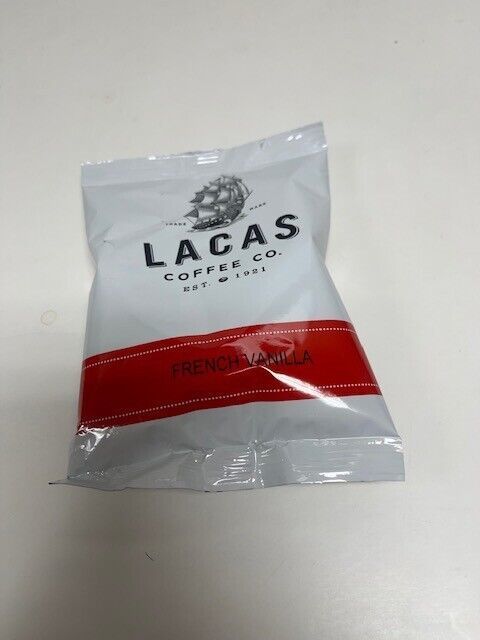 TRADE MARK
LACAS
COFFEE CO.
EST. 1921
FRENCH VANILLA